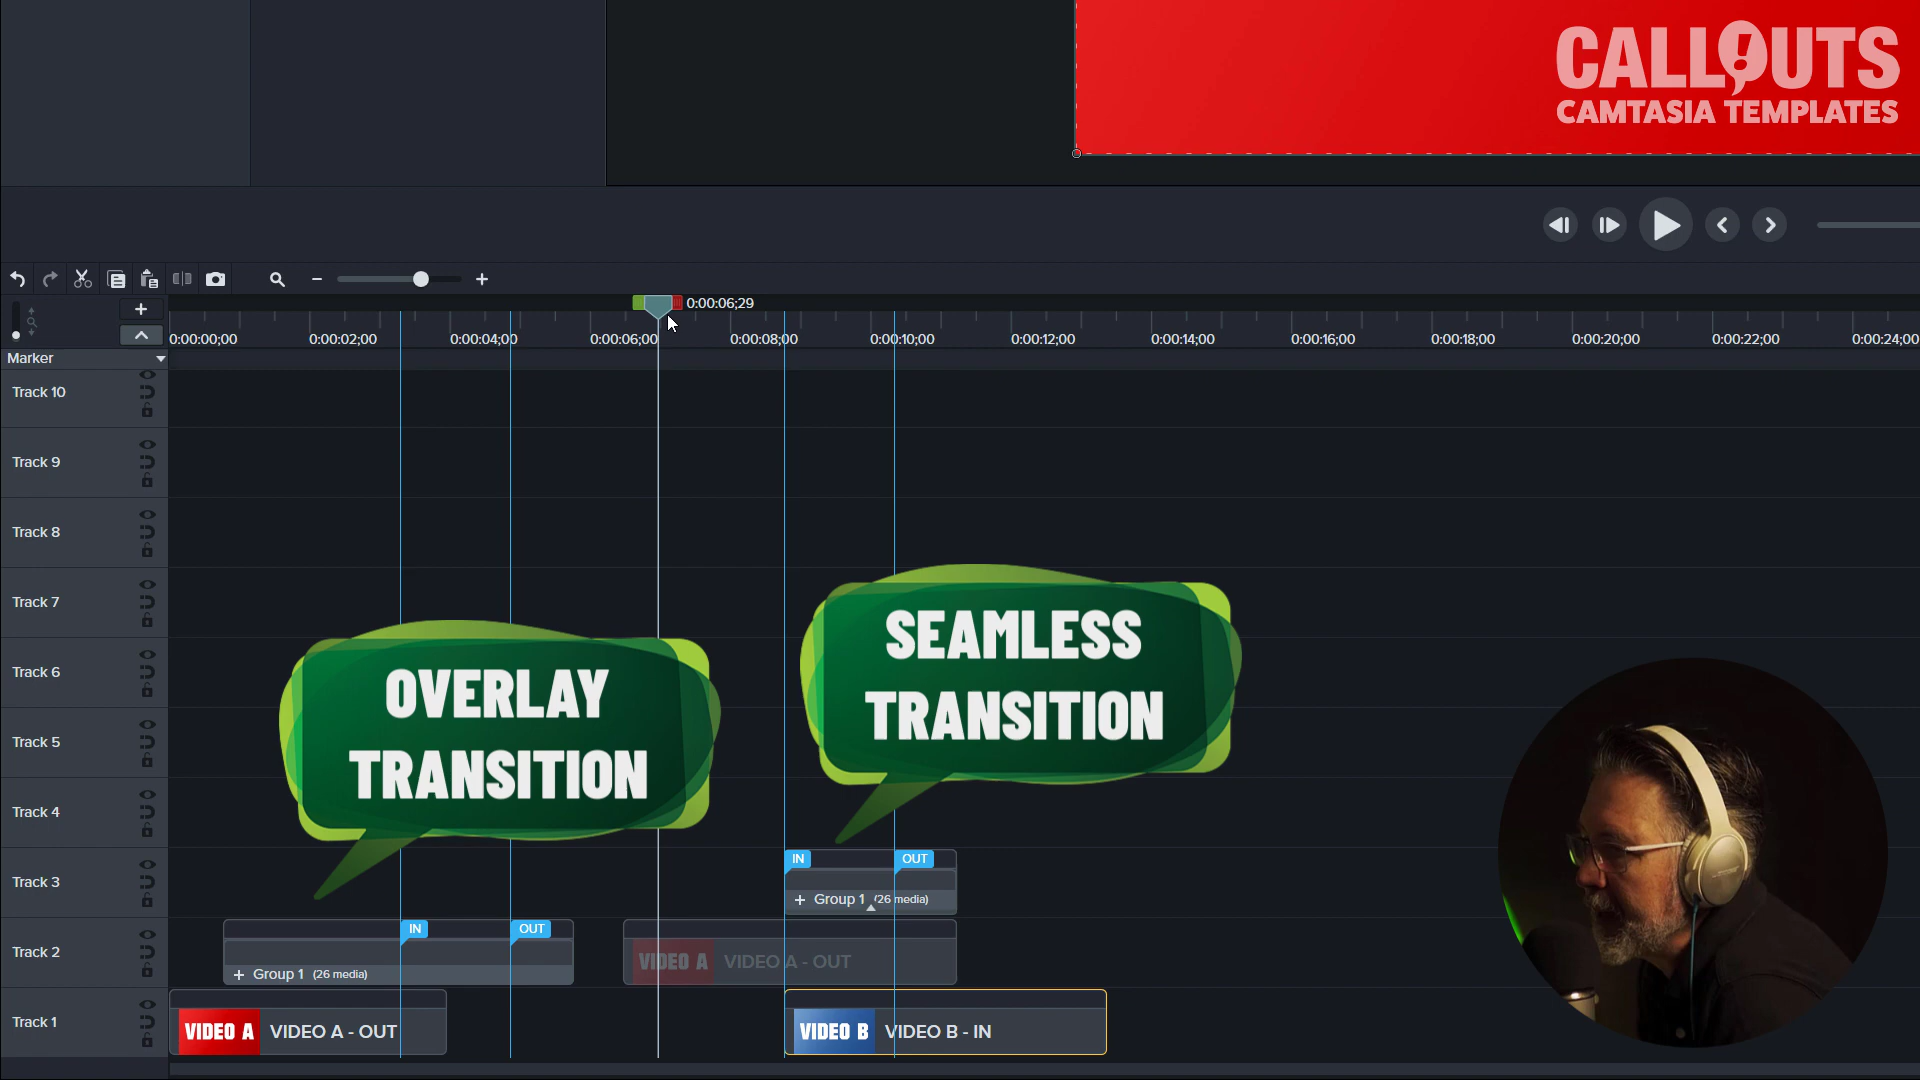 CALLOUTS
CAMTASIA TEMPLATES
0:00:06;29
0:00:00;00 0:00:02;00 0:00:04;00 0:00:06;00 0:00:08;00 0:00:10;00 0:00:12;00 0:00:14;00 0:00:16;00 0:00:18;00 0:00:20;00 0:00:22;00 0:00:24;00
Marker
Track 10
Track 9
Track 8
Track 7
Track 6
Track 5
Track 4
Track 3
Track 2
Track 1
OVERLAY
TRANSITION
SEAMLESS
TRANSITION
IN OUT
+ Group 1 (26 media)
IN OUT
+ Group 1 (26 media)
VIDEO A VIDEO A - OUT
VIDEO A VIDEO A - OUT
VIDEO B VIDEO B - IN